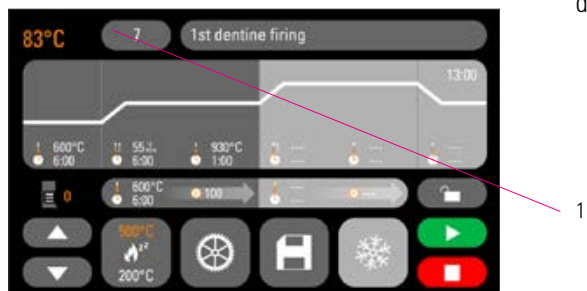 d
83°C 7 1st dentine firing
13:00
600°C 55 930°C --- --- ---
6:00 6:00 1:00 --- --- ---
0 600°C 100 --- ---
6:00 ---
500°C
200°C
1